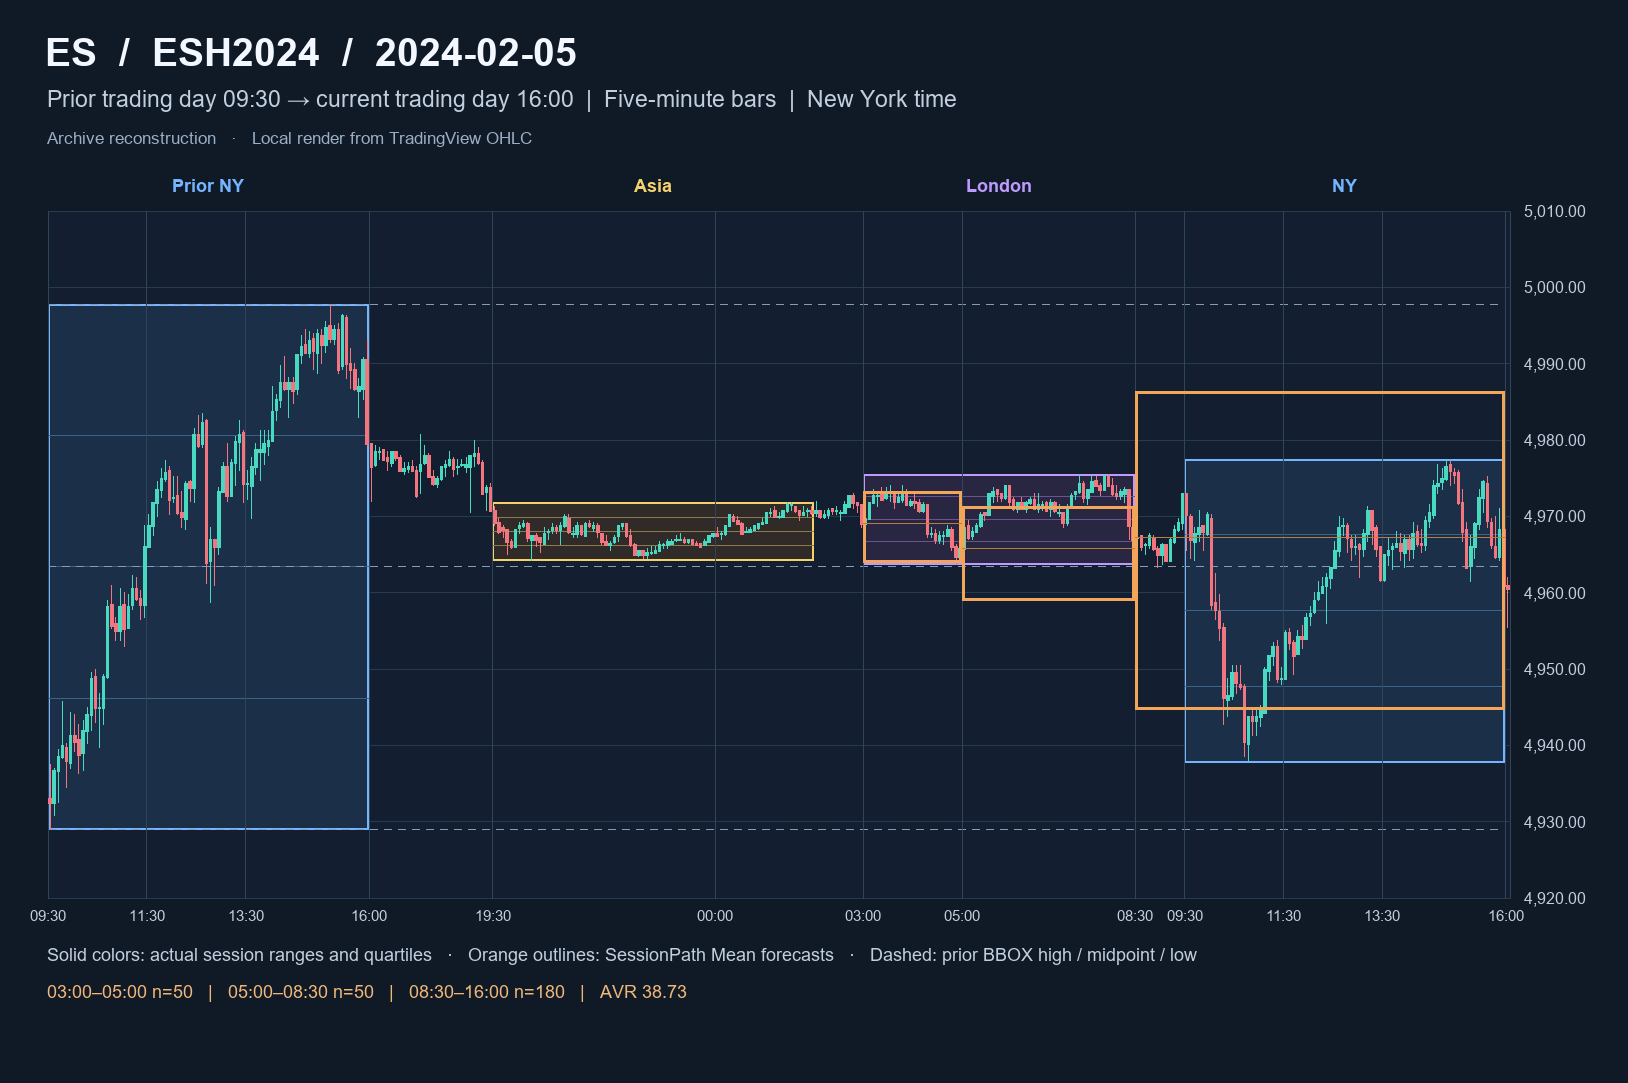 ES / ESH2024 / 2024-02-05
Prior trading day 09:30 → current trading day 16:00 | Five-minute bars | New York time
Archive reconstruction · Local render from TradingView OHLC
Prior NY Asia London NY
5,010.00
5,000.00
4,990.00
4,980.00
4,970.00
4,960.00
4,950.00
4,940.00
4,930.00
4,920.00
09:30 11:30 13:30 16:00 19:30 00:00 03:00 05:00 08:30 09:30 11:30 13:30 16:00
Solid colors: actual session ranges and quartiles · Orange outlines: SessionPath Mean forecasts · Dashed: prior BBOX high / midpoint / low
03:00–05:00 n=50 | 05:00–08:30 n=50 | 08:30–16:00 n=180 | AVR 38.73